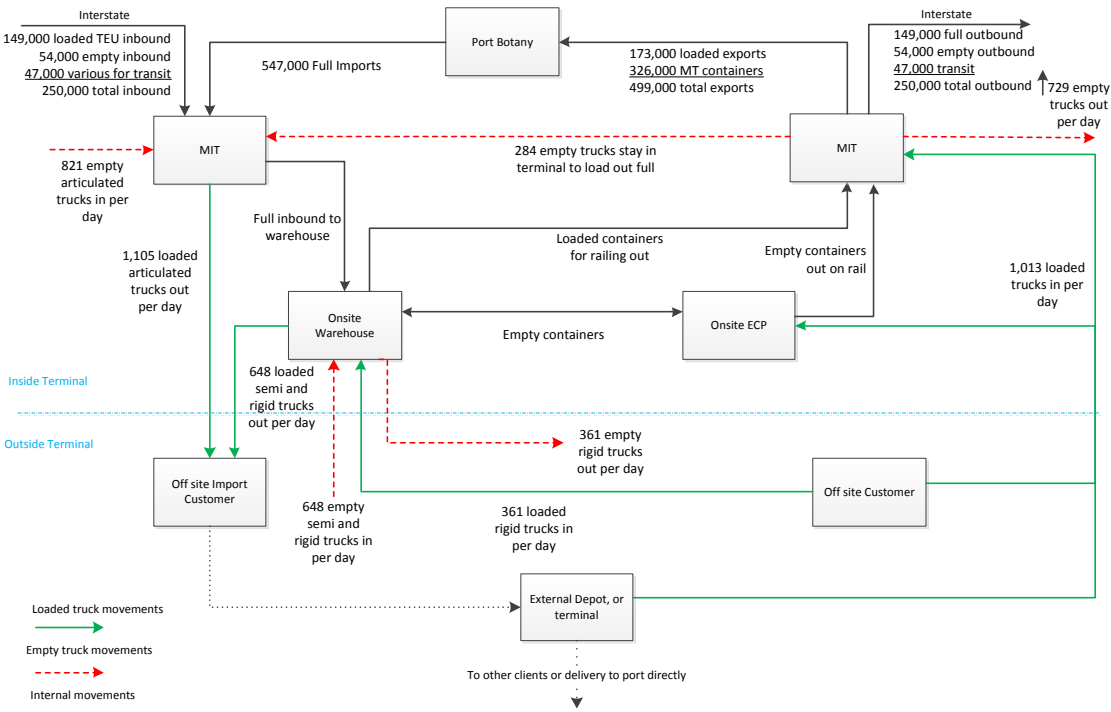 Interstate
149,000 loaded TEU inbound
54,000 empty inbound
47,000 various for transit
250,000 total inbound
547,000 Full Imports
Port Botany
173,000 loaded exports
326,000 MT containers
499,000 total exports
Interstate
149,000 full outbound
54,000 empty outbound
47,000 transit
250,000 total outbound
729 empty
trucks out
per day
MIT
MIT
284 empty trucks stay in
terminal to load out full
821 empty
articulated
trucks in per
day
Full inbound to
warehouse
Loaded containers
for railing out
Empty containers
out on rail
1,105 loaded
articulated
trucks out
per day
1,013 loaded
trucks in per
day
Onsite
Warehouse
Empty containers
Onsite ECP
Inside Terminal
648 loaded
semi and
rigid trucks
out per day
Outside Terminal
361 empty
rigid trucks
out per day
Off site Import
Customer
648 empty
semi and
rigid trucks in
per day
361 loaded
rigid trucks in
per day
Off site Customer
External Depot, or
terminal
Loaded truck movements
Empty truck movements
Internal movements
To other clients or delivery to port directly